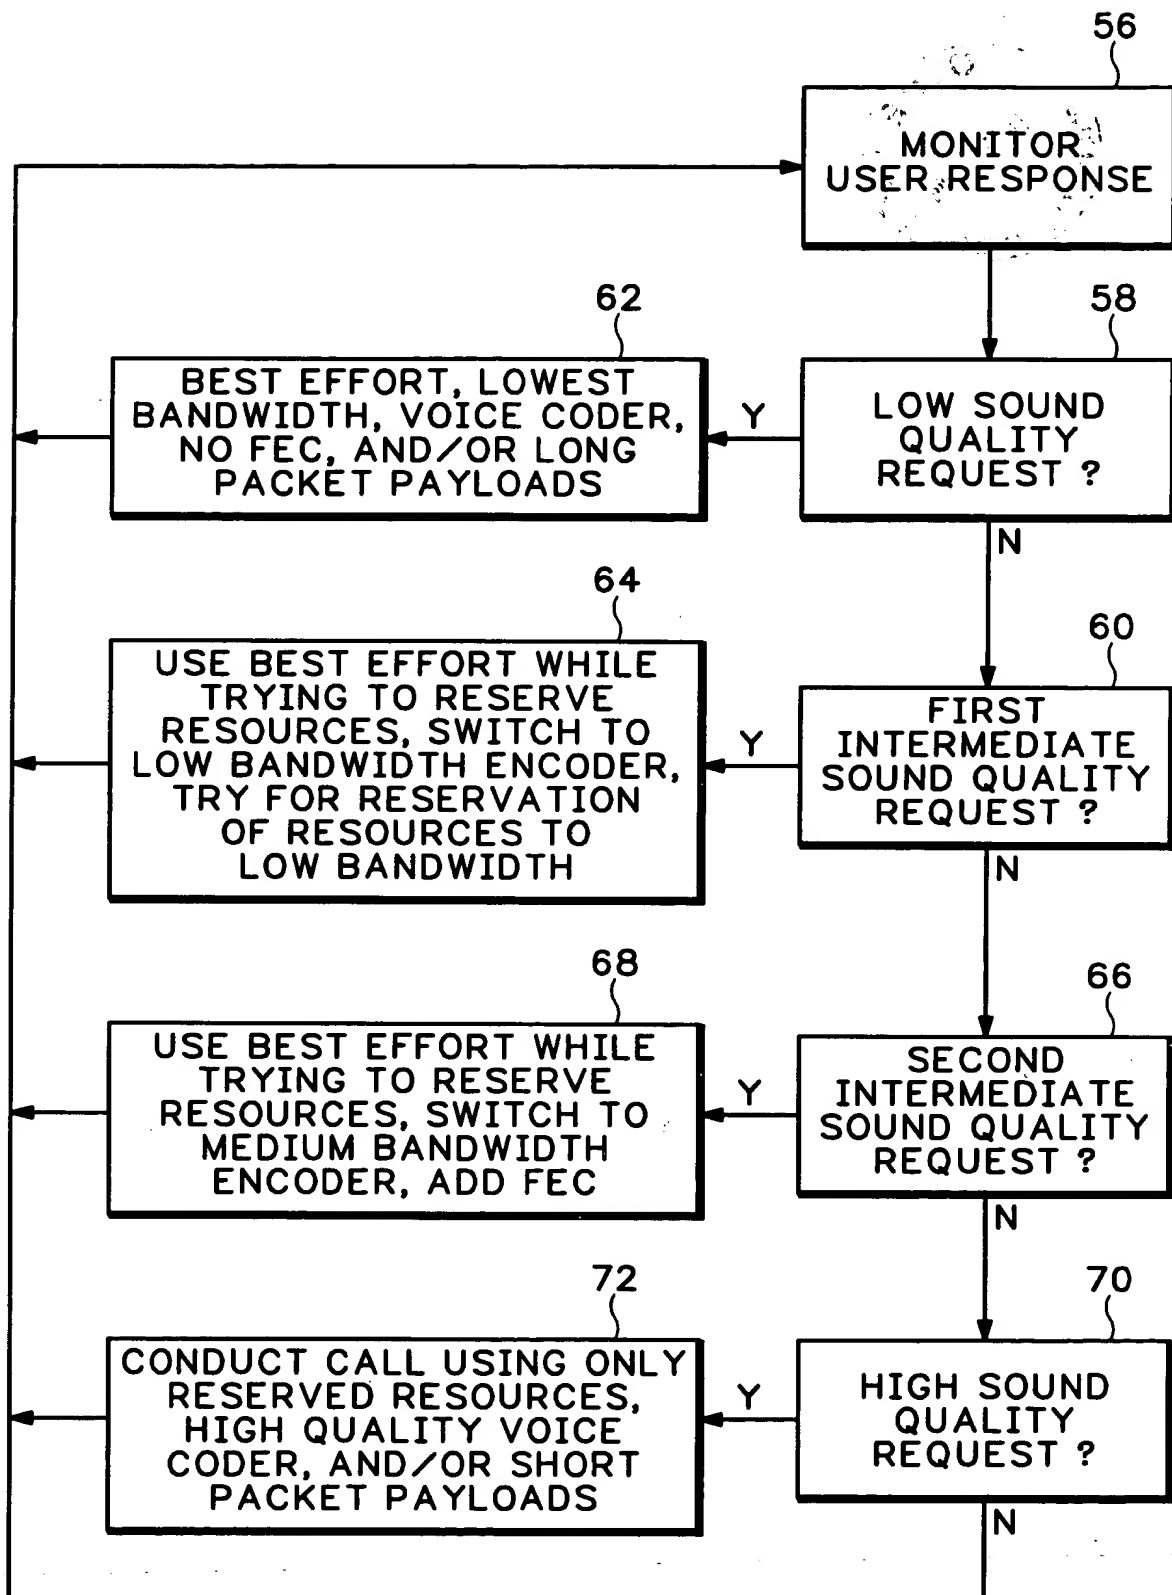 56
MONITOR
USER RESPONSE
62
58
BEST EFFORT, LOWEST
BANDWIDTH, VOICE CODER,
NO FEC, AND/OR LONG
PACKET PAYLOADS
Y
LOW SOUND
QUALITY
REQUEST ?
N
64
60
USE BEST EFFORT WHILE
TRYING TO RESERVE
RESOURCES, SWITCH TO
LOW BANDWIDTH ENCODER,
TRY FOR RESERVATION
OF RESOURCES TO
LOW BANDWIDTH
Y
FIRST
INTERMEDIATE
SOUND QUALITY
REQUEST ?
N
68
66
USE BEST EFFORT WHILE
TRYING TO RESERVE
RESOURCES, SWITCH TO
MEDIUM BANDWIDTH
ENCODER, ADD FEC
Y
SECOND
INTERMEDIATE
SOUND QUALITY
REQUEST ?
N
72
70
CONDUCT CALL USING ONLY
RESERVED RESOURCES,
HIGH QUALITY VOICE
CODER, AND/OR SHORT
PACKET PAYLOADS
Y
HIGH SOUND
QUALITY
REQUEST ?
N